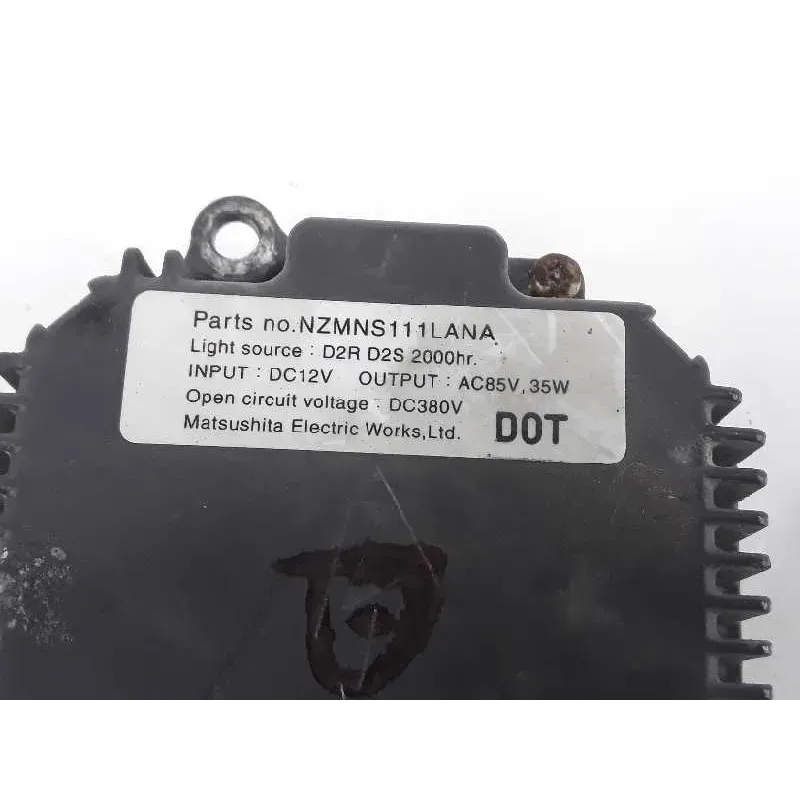 Parts no.NZMNS111LANA
Light source : D2R D2S 2000hr.
INPUT : DC12V OUTPUT : AC85V,35W
Open circuit voltage : DC380V
Matsushita Electric Works,Ltd. DOT